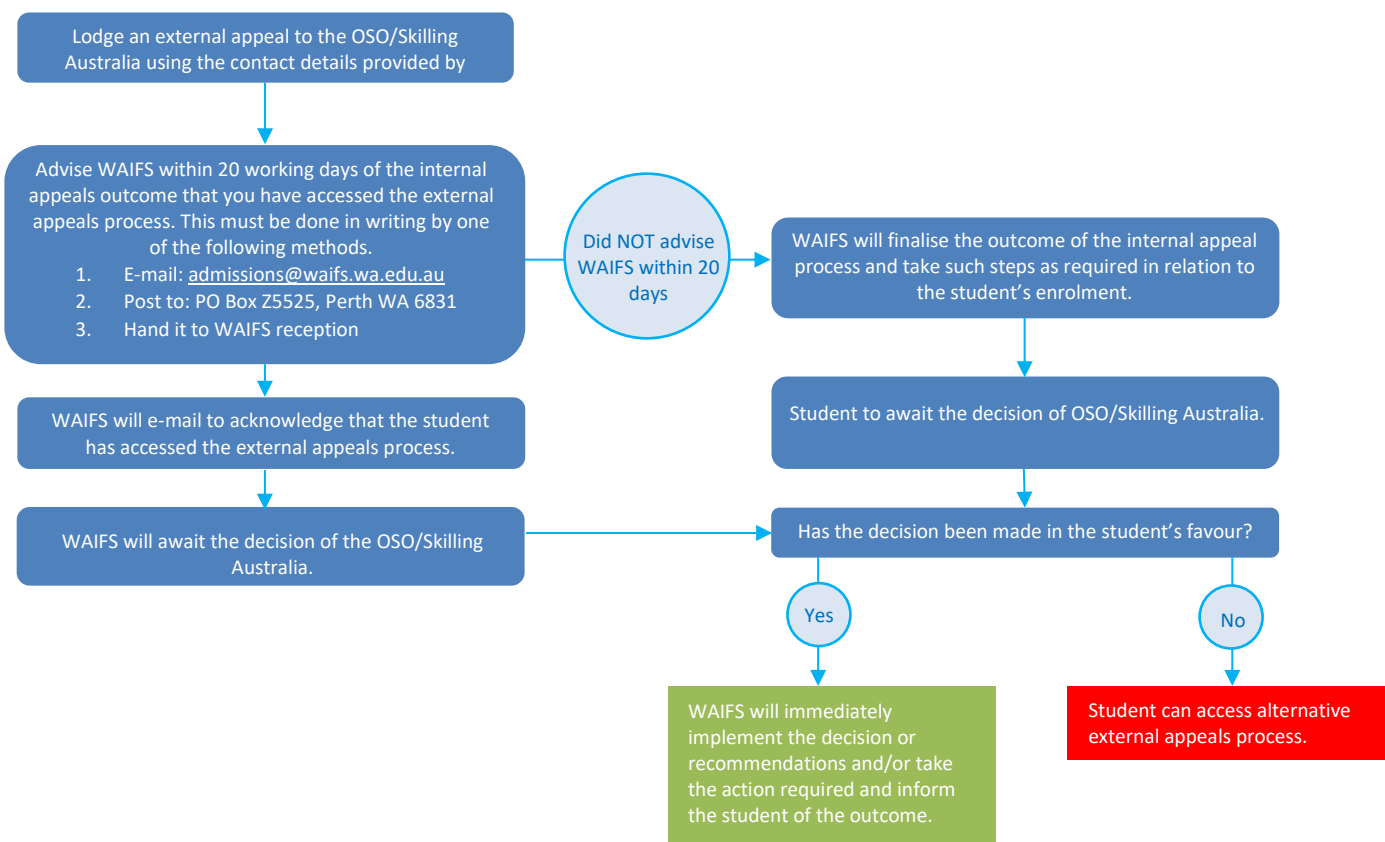 Lodge an external appeal to the OSO/Skilling
Australia using the contact details provided by
Advise WAIFS within 20 working days of the internal
appeals outcome that you have accessed the external
appeals process. This must be done in writing by one
of the following methods.
1. E-mail: admissions@waifs.wa.edu.au
2. Post to: PO Box Z5525, Perth WA 6831
3. Hand it to WAIFS reception
Did NOT advise
WAIFS within 20
days
WAIFS will finalise the outcome of the internal appeal
process and take such steps as required in relation to
the student’s enrolment.
WAIFS will e-mail to acknowledge that the student
has accessed the external appeals process.
Student to await the decision of OSO/Skilling Australia.
WAIFS will await the decision of the OSO/Skilling
Australia.
Has the decision been made in the student’s favour?
Yes
No
WAIFS will immediately
implement the decision or
recommendations and/or take
the action required and inform
the student of the outcome.
Student can access alternative
external appeals process.